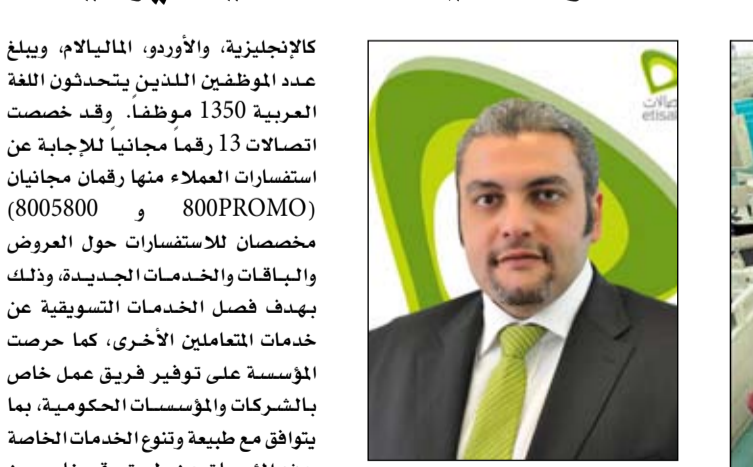 كالإنجليزية، والأوردو، الماليالام، ويبلغ
عدد الموظفين اللذين يتحدثون اللغة
العربية 1350 موظفاً. وقد خصصت
اتصالات 13 رقماً مجانياً للإجابة عن
استفسارات العملاء منها رقمان مجانيان
(800PROMO و 8005800)
مخصصان للاستفسارات حول العروض
والباقات والخدمات الجديدة، وذلك
بهدف فصل الخدمات التسويقية عن
خدمات المتعاملين الأخرى، كما حرصت
المؤسسة على توفير فريق عمل خاص
بالشركات والمؤسسات الحكومية، بما
يتوافق مع طبيعة وتنوع الخدمات الخاصة
etisal